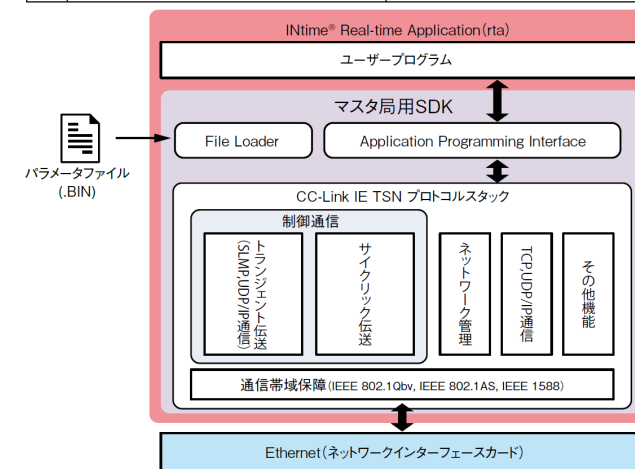 INtime® Real-time Application(rta)
ユーザープログラム
マスタ局用SDK
File Loader
Application Programming Interface
パラメータファイル
(.BIN)
CC-Link IE TSN プロトコルスタック
制御通信
トランジェント伝送
(SLMP,UDP/IP通信)
サイクリック伝送
ネットワーク管理
TCP,UDP/IP通信
その他機能
通信帯域保障(IEEE 802.1Qbv, IEEE 802.1AS, IEEE 1588)
Ethernet(ネットワークインターフェースカード)